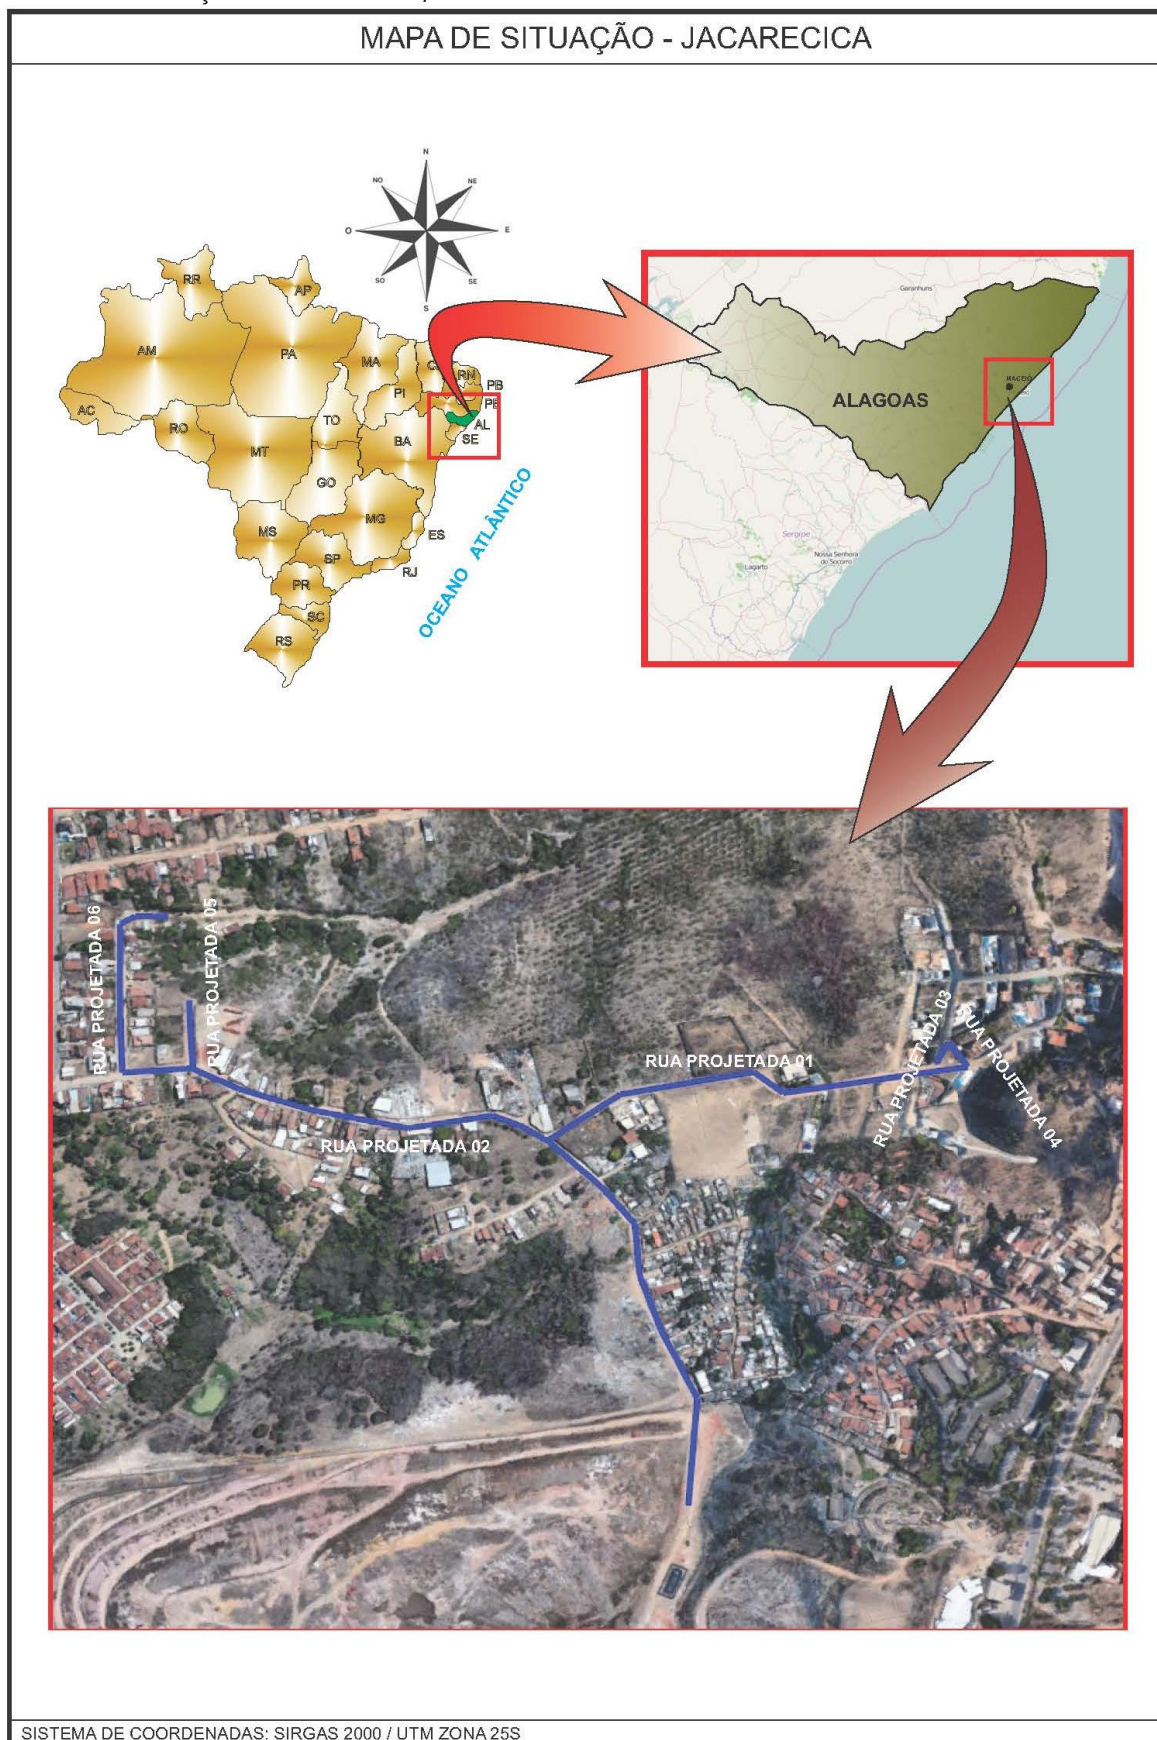 MAPA DE SITUAÇÃO - JACARECICA
N
NO
NE
O
E
SO
SE
S
RR
AP
AM
PA
MA
RN
PB
PI
PE
AC
TO
AL
RO
BA
SE
MT
GO
MG
MS
ES
SP
RJ
PR
SC
RS
OCEANO ATLÂNTICO
Garanhuns
MACEIÓ
ALAGOAS
Sergipe
Nossa Senhora
do Socorro
Lagarto
RUA PROJETADA 06
RUA PROJETADA 05
RUA PROJETADA 03
RUA PROJETADA 04
RUA PROJETADA 01
RUA PROJETADA 02
SISTEMA DE COORDENADAS: SIRGAS 2000 / UTM ZONA 25S